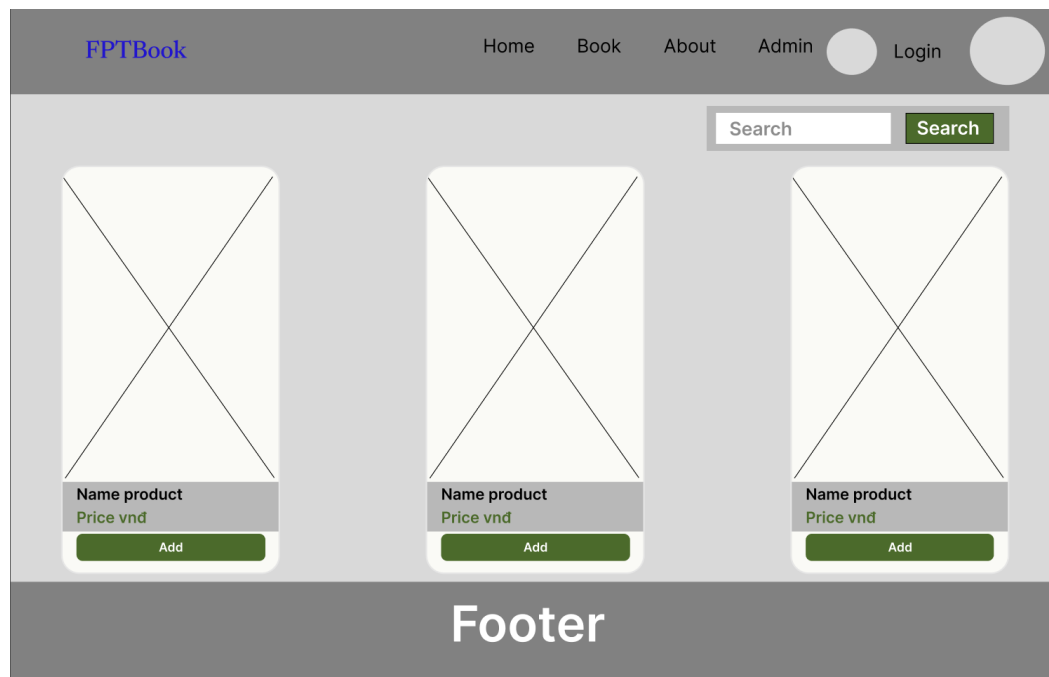 FPTBook Home Book About Admin Login
Search Search
Name product Name product Name product
Price vnđ Price vnđ Price vnđ
Add Add Add
Footer